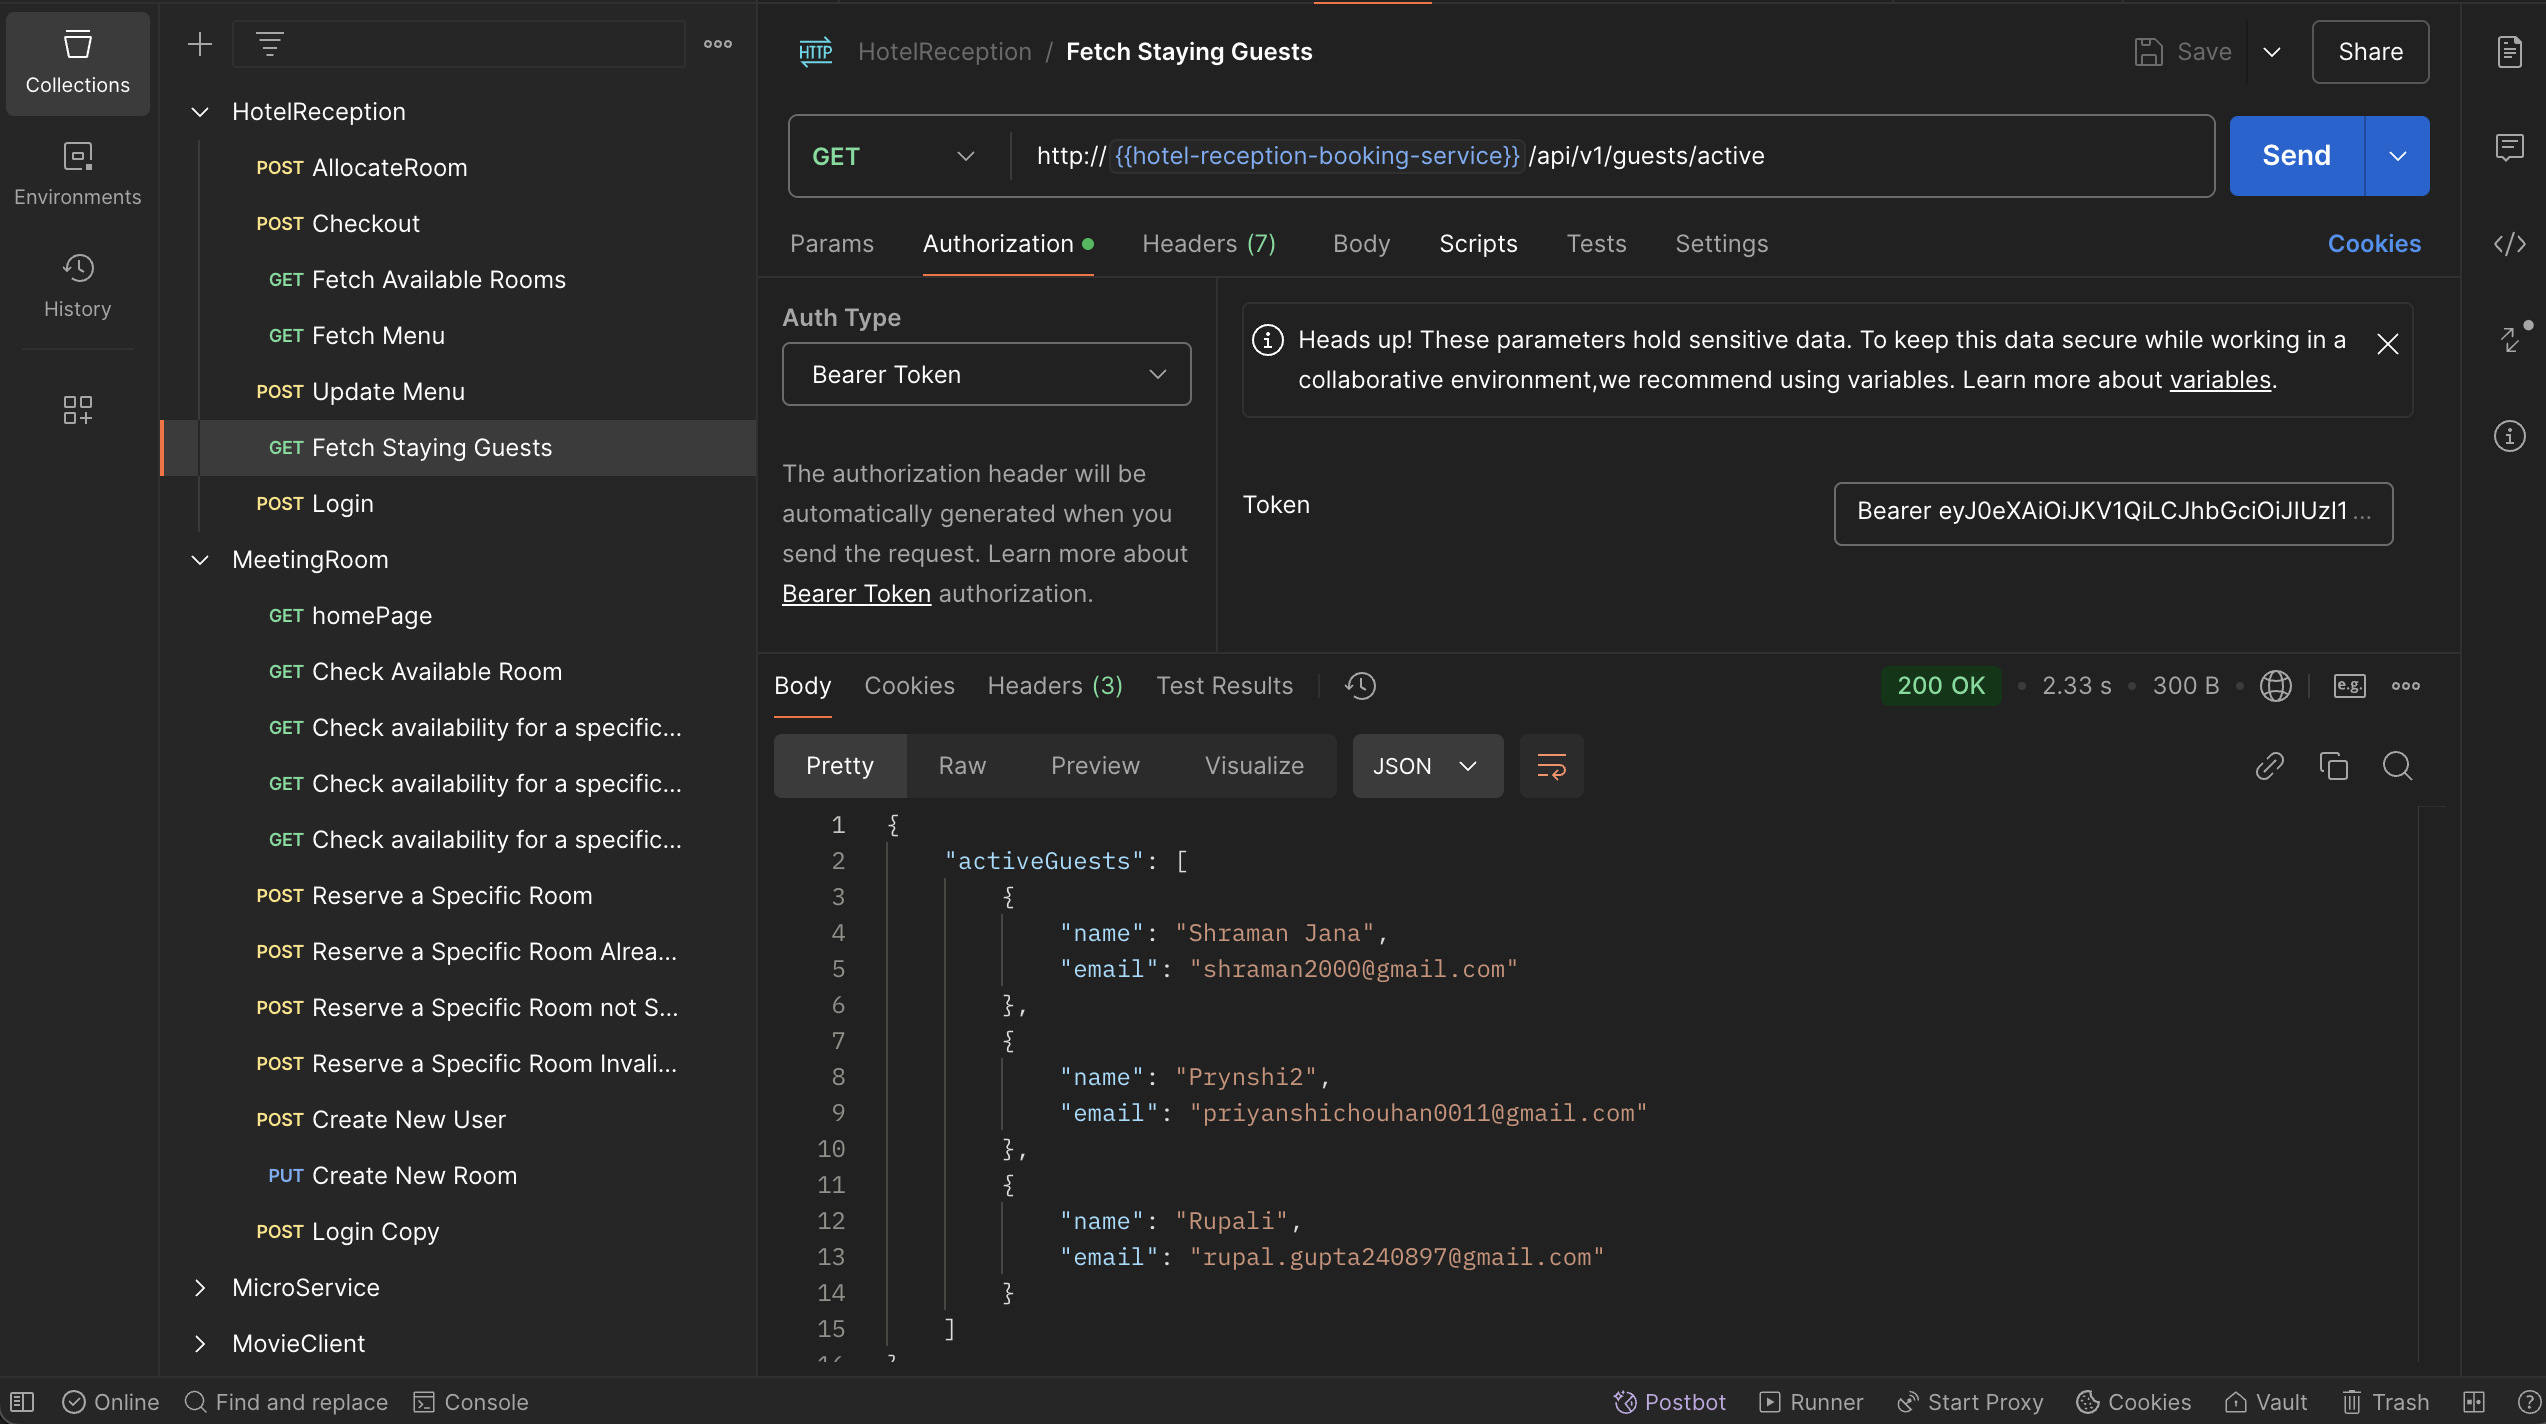 Collections
Environments
History
HotelReception
POST AllocateRoom
POST Checkout
GET Fetch Available Rooms
GET Fetch Menu
POST Update Menu
GET Fetch Staying Guests
POST Login
MeetingRoom
GET homePage
GET Check Available Room
GET Check availability for a specific...
GET Check availability for a specific...
GET Check availability for a specific...
POST Reserve a Specific Room
POST Reserve a Specific Room Alrea...
POST Reserve a Specific Room not S...
POST Reserve a Specific Room Invali...
POST Create New User
PUT Create New Room
POST Login Copy
MicroService
MovieClient
HTTP HotelReception / Fetch Staying Guests
Save
Share
GET http://{{hotel-reception-booking-service}}/api/v1/guests/active
Send
Params Authorization Headers (7) Body Scripts Tests Settings Cookies
Auth Type
Bearer Token
The authorization header will be
automatically generated when you
send the request. Learn more about
Bearer Token authorization.
Heads up! These parameters hold sensitive data. To keep this data secure while working in a
collaborative environment,we recommend using variables. Learn more about variables.
Token
Bearer eyJ0eXAiOiJKV1QiLCJhbGciOiJIUzI1...
Body Cookies Headers (3) Test Results
200 OK 2.33 s 300 B e.g.
Pretty Raw Preview Visualize JSON
1 {
2 "activeGuests": [
3 {
4 "name": "Shraman Jana",
5 "email": "shraman2000@gmail.com"
6 },
7 {
8 "name": "Prynshi2",
9 "email": "priyanshichouhan0011@gmail.com"
10 },
11 {
12 "name": "Rupali",
13 "email": "rupal.gupta240897@gmail.com"
14 }
15 ]
Online Find and replace Console Postbot Runner Start Proxy Cookies Vault Trash